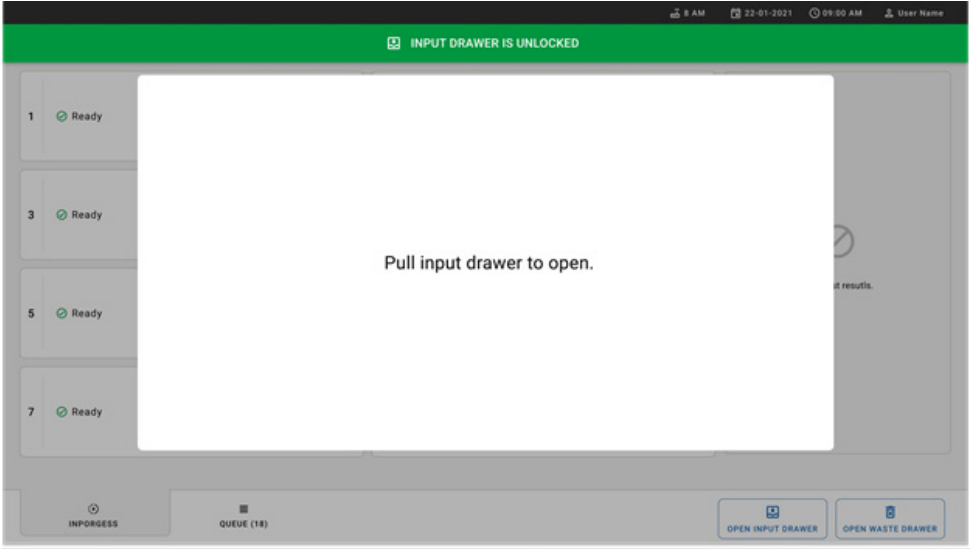 8 AM 22-01-2021 09:00 AM User Name
INPUT DRAWER IS UNLOCKED
1 Ready
3 Ready
5 Ready
7 Ready
Pull input drawer to open.
resutls.
INPORGESS
QUEUE (18)
OPEN INPUT DRAWER
OPEN WASTE DRAWER